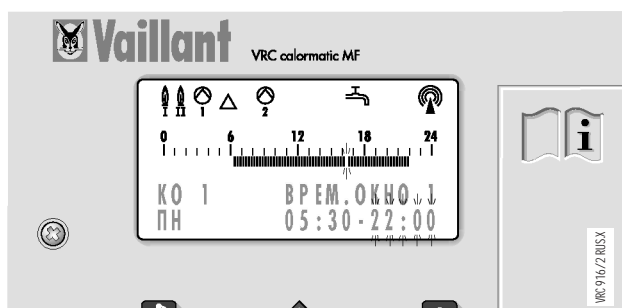 Vaillant VRC calormatic MF
I II 1 2
0 6 12 18 24
КО 1 ВРЕМ.ОКНО 1
ПН 05:30-22:00
i
VRC 916/2 RUS.X